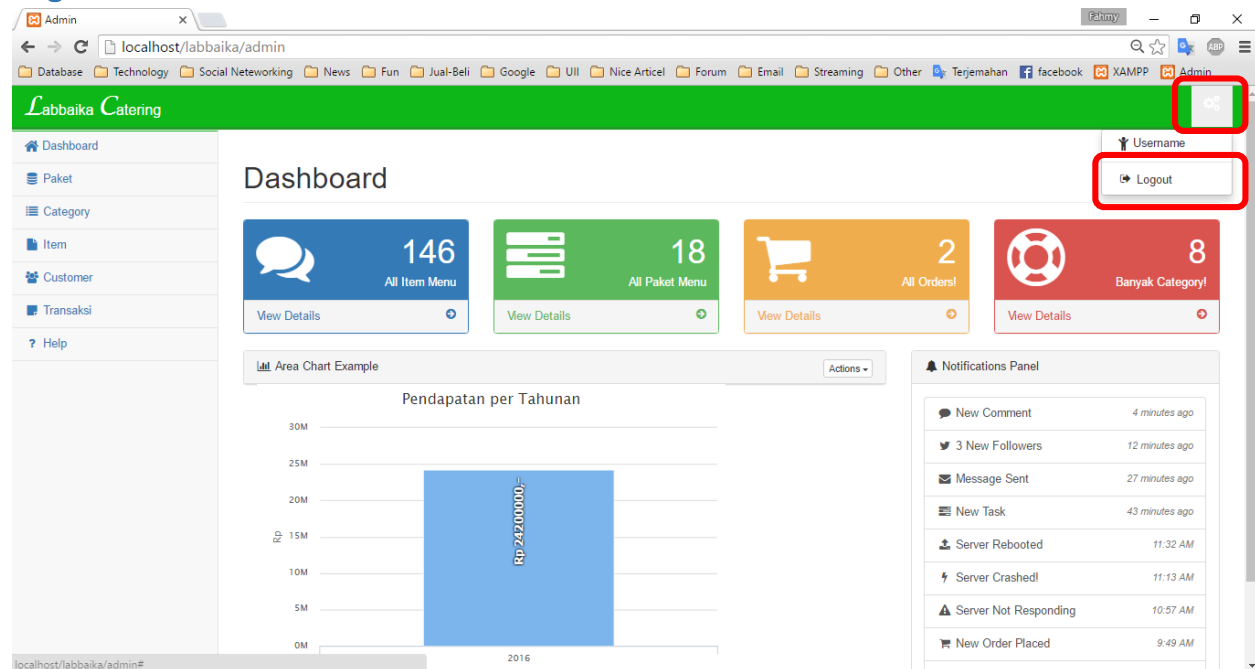 Admin
Fahmy
localhost/labbaika/admin
ABP
Database Technology Social Neteworking News Fun Jual-Beli Google UII Nice Articel Forum Email Streaming Other Terjemahan facebook XAMPP Admin
Labbaika Catering
Username
Logout
Dashboard
Paket
Category
Item
Customer
Transaksi
? Help
Dashboard
146
All Item Menu
View Details
18
All Paket Menu
View Details
2
All Orders!
View Details
8
Banyak Category!
View Details
Area Chart Example
Actions
Pendapatan per Tahunan
30M
25M
20M
15M
10M
5M
0M
Rp
Rp 24200000,-
2016
Notifications Panel
New Comment 4 minutes ago
3 New Followers 12 minutes ago
Message Sent 27 minutes ago
New Task 43 minutes ago
Server Rebooted 11:32 AM
Server Crashed! 11:13 AM
Server Not Responding 10:57 AM
New Order Placed 9:49 AM
localhost/labbaika/admin#